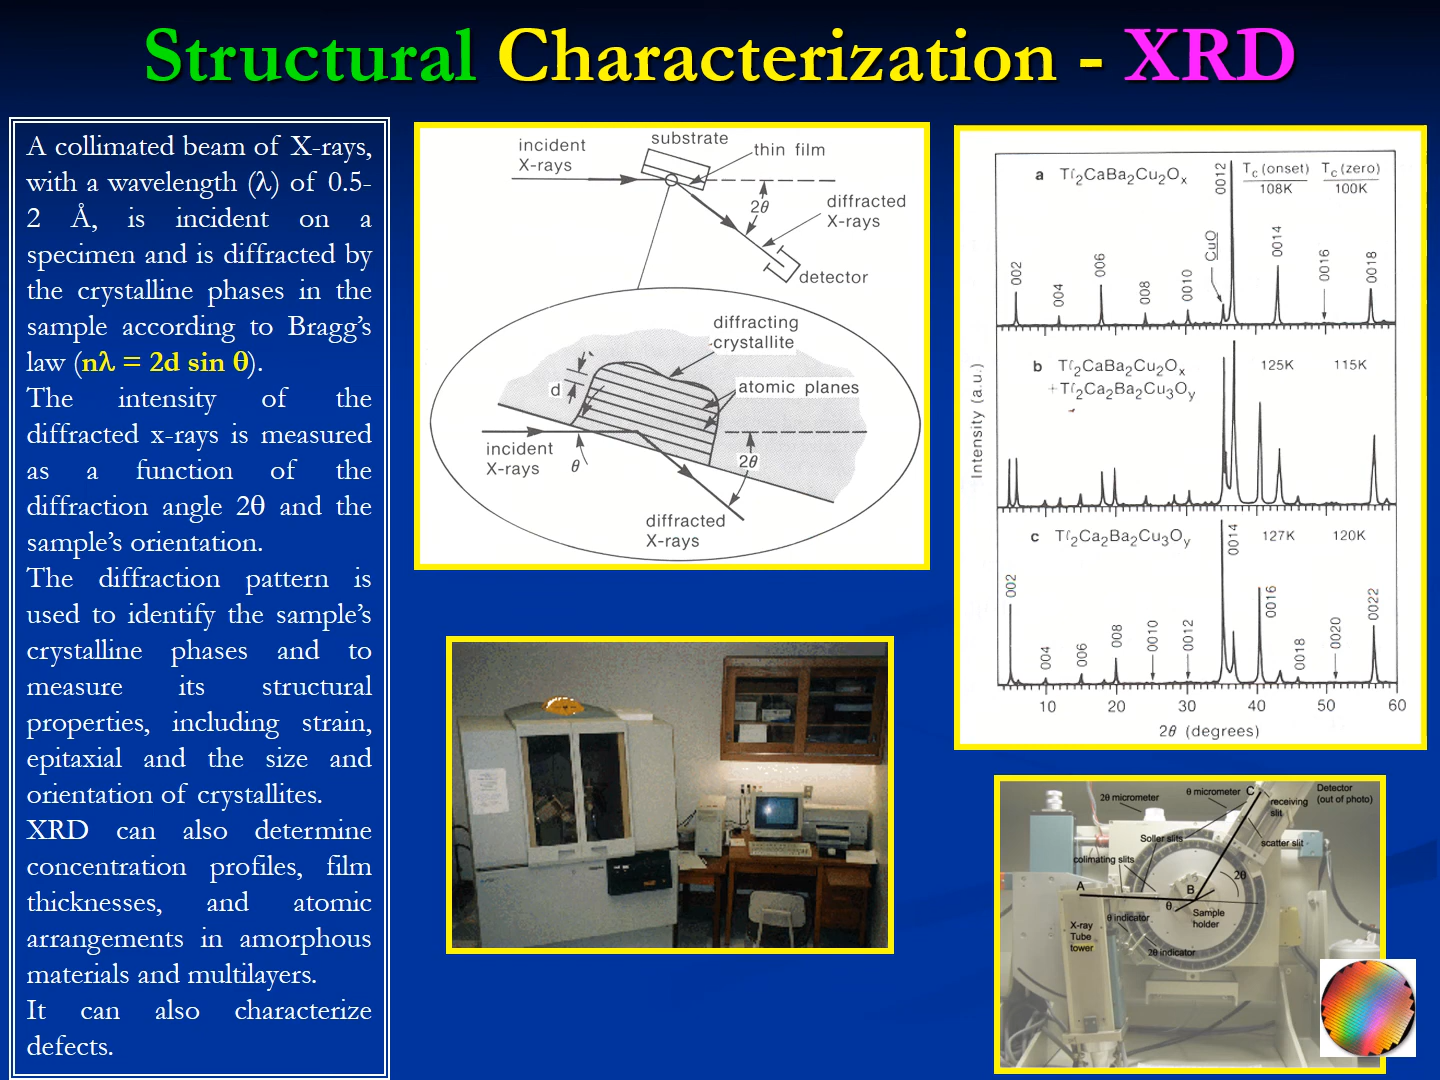 Structural Characterization - XRD
A collimated beam of X-rays,
with a wavelength (λ) of 0.5-
2 Å, is incident on a
specimen and is diffracted by
the crystalline phases in the
sample according to Bragg's
law (nλ = 2d sin θ).
The intensity of the
diffracted x-rays is measured
as a function of the
diffraction angle 2θ and the
sample's orientation.
The diffraction pattern is
used to identify the sample's
crystalline phases and to
measure its structural
properties, including strain,
epitaxial and the size and
orientation of crystallites.
XRD can also determine
concentration profiles, film
thicknesses, and atomic
arrangements in amorphous
materials and multilayers.
It can also characterize
defects.
incident
X-rays
substrate
thin film
2θ
diffracted
X-rays
detector
diffracting
crystallite
d
atomic planes
incident
X-rays
θ
2θ
diffracted
X-rays
Intensity (a.u.)
a Tl₂CaBa₂Cu₂Oₓ
Tc (onset) Tc (zero)
108K 100K
002
004
006
008
0010
CuO
0012
0014
0016
0018
b Tl₂CaBa₂Cu₂Oₓ 125K 115K
+Tl₂Ca₂Ba₂Cu₃Oy
c Tl₂Ca₂Ba₂Cu₃Oy 127K 120K
002
004
006
008
0010
0012
0014
0016
0018
0020
0022
10 20 30 40 50 60
2θ (degrees)
2θ micrometer
θ micrometer
C
receiving
slit
Detector
(out of photo)
Soller slits
scatter slit
colimating slits
A
B
2θ
θ
Sample
holder
θ indicator
X-ray
Tube
tower
2θ indicator